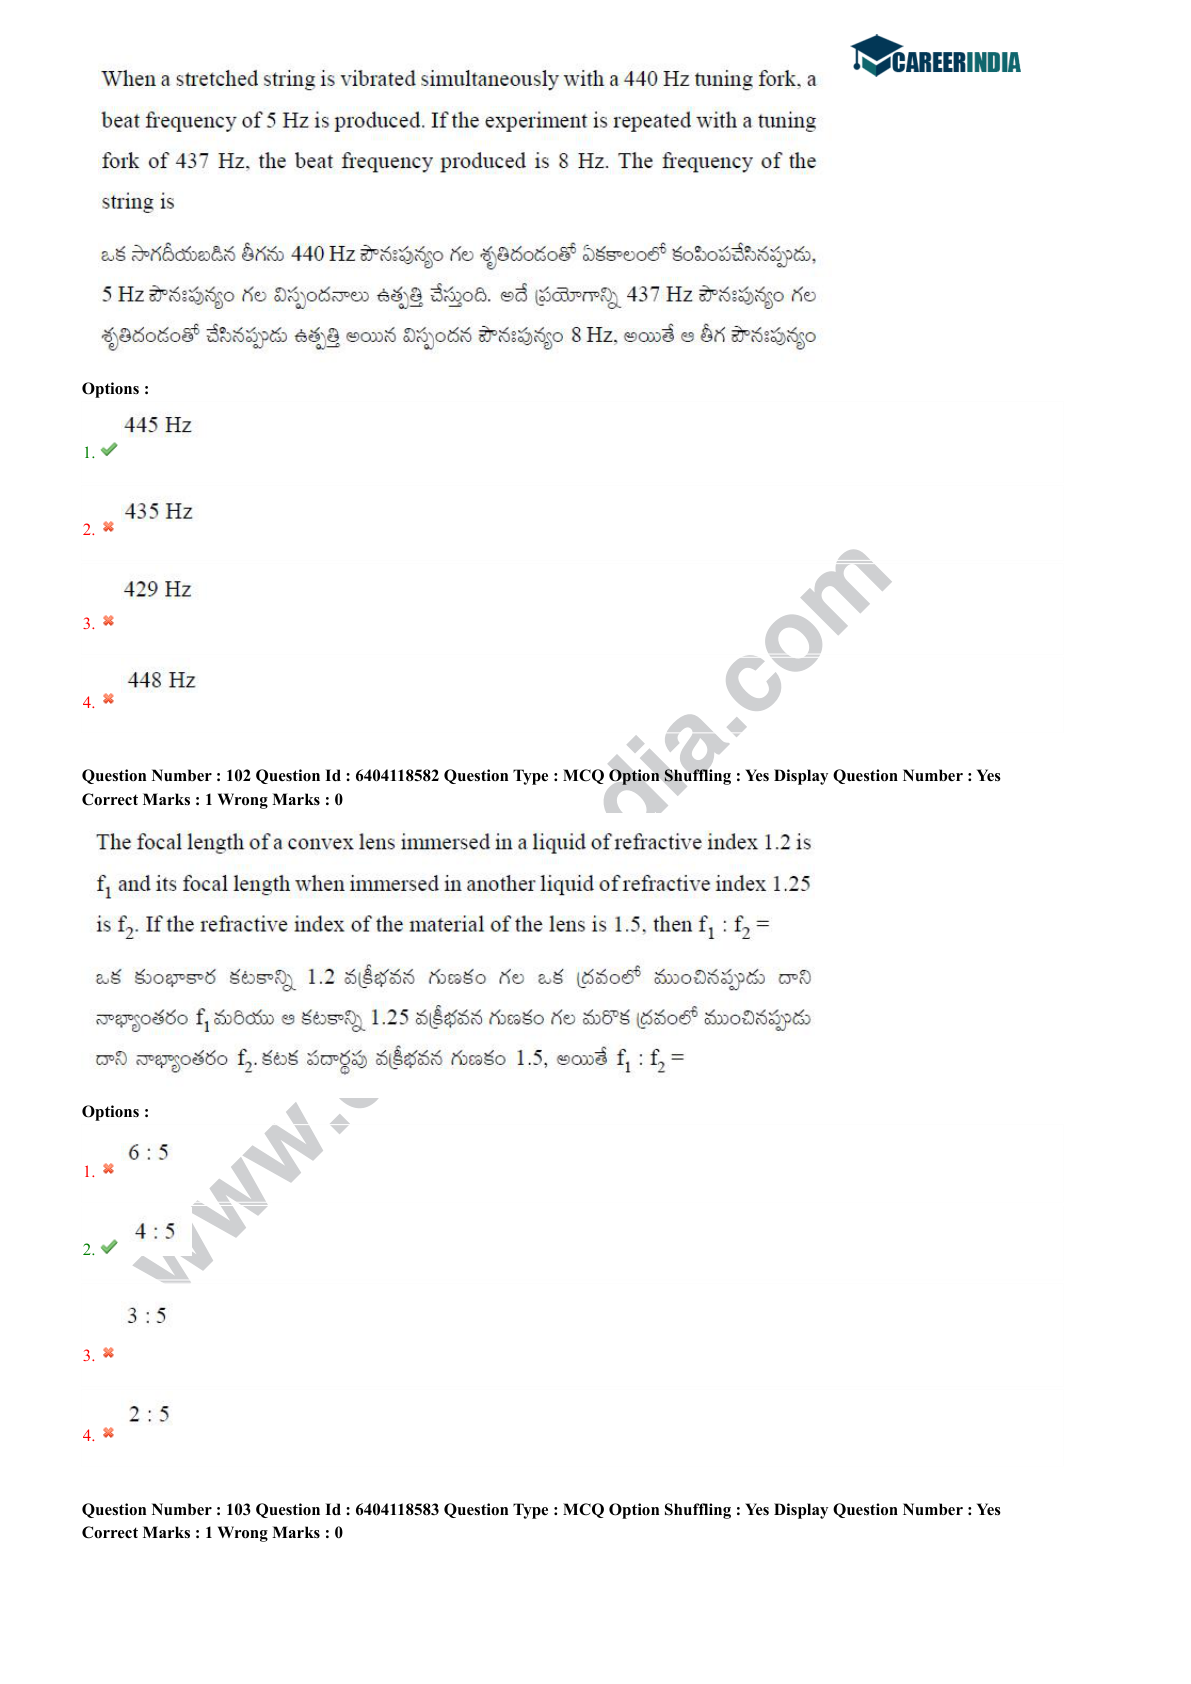 CAREERINDIA
When a stretched string is vibrated simultaneously with a 440 Hz tuning fork, a
beat frequency of 5 Hz is produced. If the experiment is repeated with a tuning
fork of 437 Hz, the beat frequency produced is 8 Hz. The frequency of the
string is
ఒక సాగదీయబడిన తీగను 440 Hz పౌనఃపున్యం గల శృతిదండంతో ఏకకాలంలో కంపింపచేసినప్పుడు,
5 Hz పౌనఃపున్యం గల విస్పందనాలు ఉత్పత్తి చేస్తుంది. అదే ప్రయోగాన్ని 437 Hz పౌనఃపున్యం గల
శృతిదండంతో చేసినప్పుడు ఉత్పత్తి అయిన విస్పందన పౌనఃపున్యం 8 Hz, అయితే ఆ తీగ పౌనఃపున్యం
Options :
445 Hz
1.
435 Hz
2.
429 Hz
3.
448 Hz
4.
Question Number : 102 Question Id : 6404118582 Question Type : MCQ Option Shuffling : Yes Display Question Number : Yes
Correct Marks : 1 Wrong Marks : 0
The focal length of a convex lens immersed in a liquid of refractive index 1.2 is
f1 and its focal length when immersed in another liquid of refractive index 1.25
is f2. If the refractive index of the material of the lens is 1.5, then f1 : f2 =
ఒక కుంభాకార కటకాన్ని 1.2 వక్రీభవన గుణకం గల ఒక ద్రవంలో ముంచినప్పుడు దాని
నాభ్యాంతరం f1 మరియు ఆ కటకాన్ని 1.25 వక్రీభవన గుణకం గల మరొక ద్రవంలో ముంచినప్పుడు
దాని నాభ్యాంతరం f2. కటక పదార్థపు వక్రీభవన గుణకం 1.5, అయితే f1 : f2 =
Options :
6 : 5
1.
4 : 5
2.
3 : 5
3.
2 : 5
4.
Question Number : 103 Question Id : 6404118583 Question Type : MCQ Option Shuffling : Yes Display Question Number : Yes
Correct Marks : 1 Wrong Marks : 0